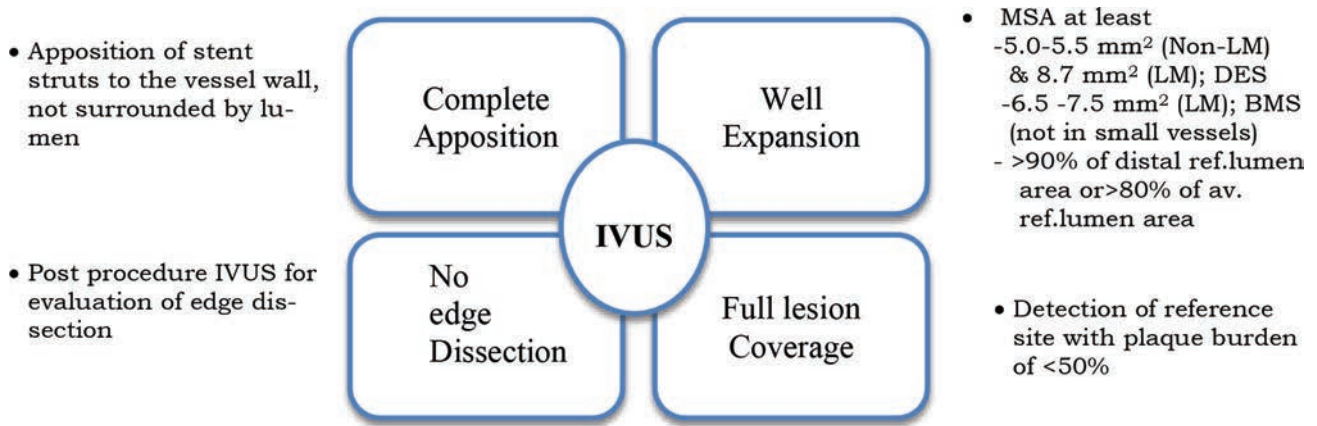 • Apposition of stent
struts to the vessel wall,
not surrounded by lu-
men
Complete
Apposition
Well
Expansion
• MSA at least
-5.0-5.5 mm² (Non-LM)
& 8.7 mm² (LM); DES
-6.5 -7.5 mm² (LM); BMS
(not in small vessels)
- >90% of distal ref.lumen
area or>80% of av.
ref.lumen area
IVUS
• Post procedure IVUS for
evaluation of edge dis-
section
No
edge
Dissection
Full lesion
Coverage
• Detection of reference
site with plaque burden
of <50%